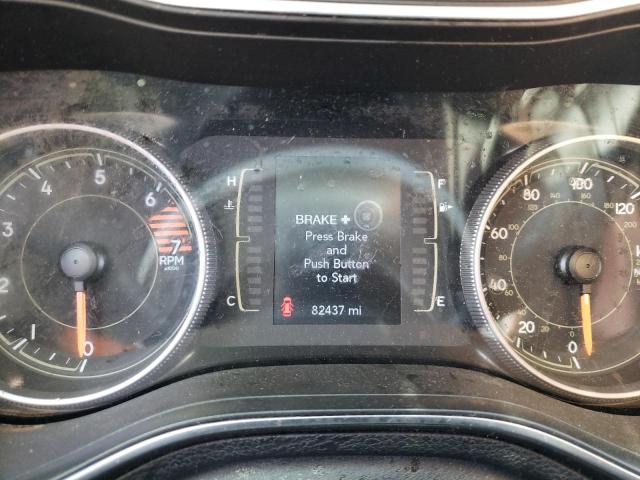 4 5 6
3
2
1
0
7
RPM
x1000
H F
C E
BRAKE +
Press Brake
and
Push Button
to Start
82437 mi
80 100 120
60
40
20
0